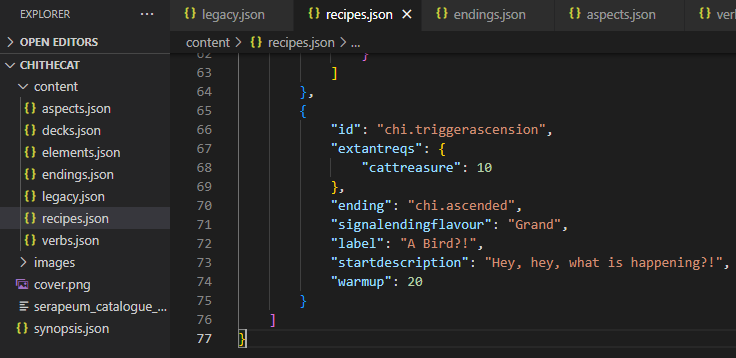 EXPLORER
···
OPEN EDITORS
CHITHECAT
content
{} aspects.json
{} decks.json
{} elements.json
{} endings.json
{} legacy.json
{} recipes.json
{} verbs.json
images
cover.png
serapeum_catalogue_...
{} synopsis.json
{} legacy.json
{} recipes.json
{} endings.json
{} aspects.json
{} ver
content > {} recipes.json > ...
62 }
63 ]
64 },
65 {
66 "id": "chi.triggerascension",
67 "extantreqs": {
68 "cattreasure": 10
69 },
70 "ending": "chi.ascended",
71 "signalendingflavour": "Grand",
72 "label": "A Bird?!",
73 "startdescription": "Hey, hey, what is happening?!",
74 "warmup": 20
75 }
76 ]
77 }